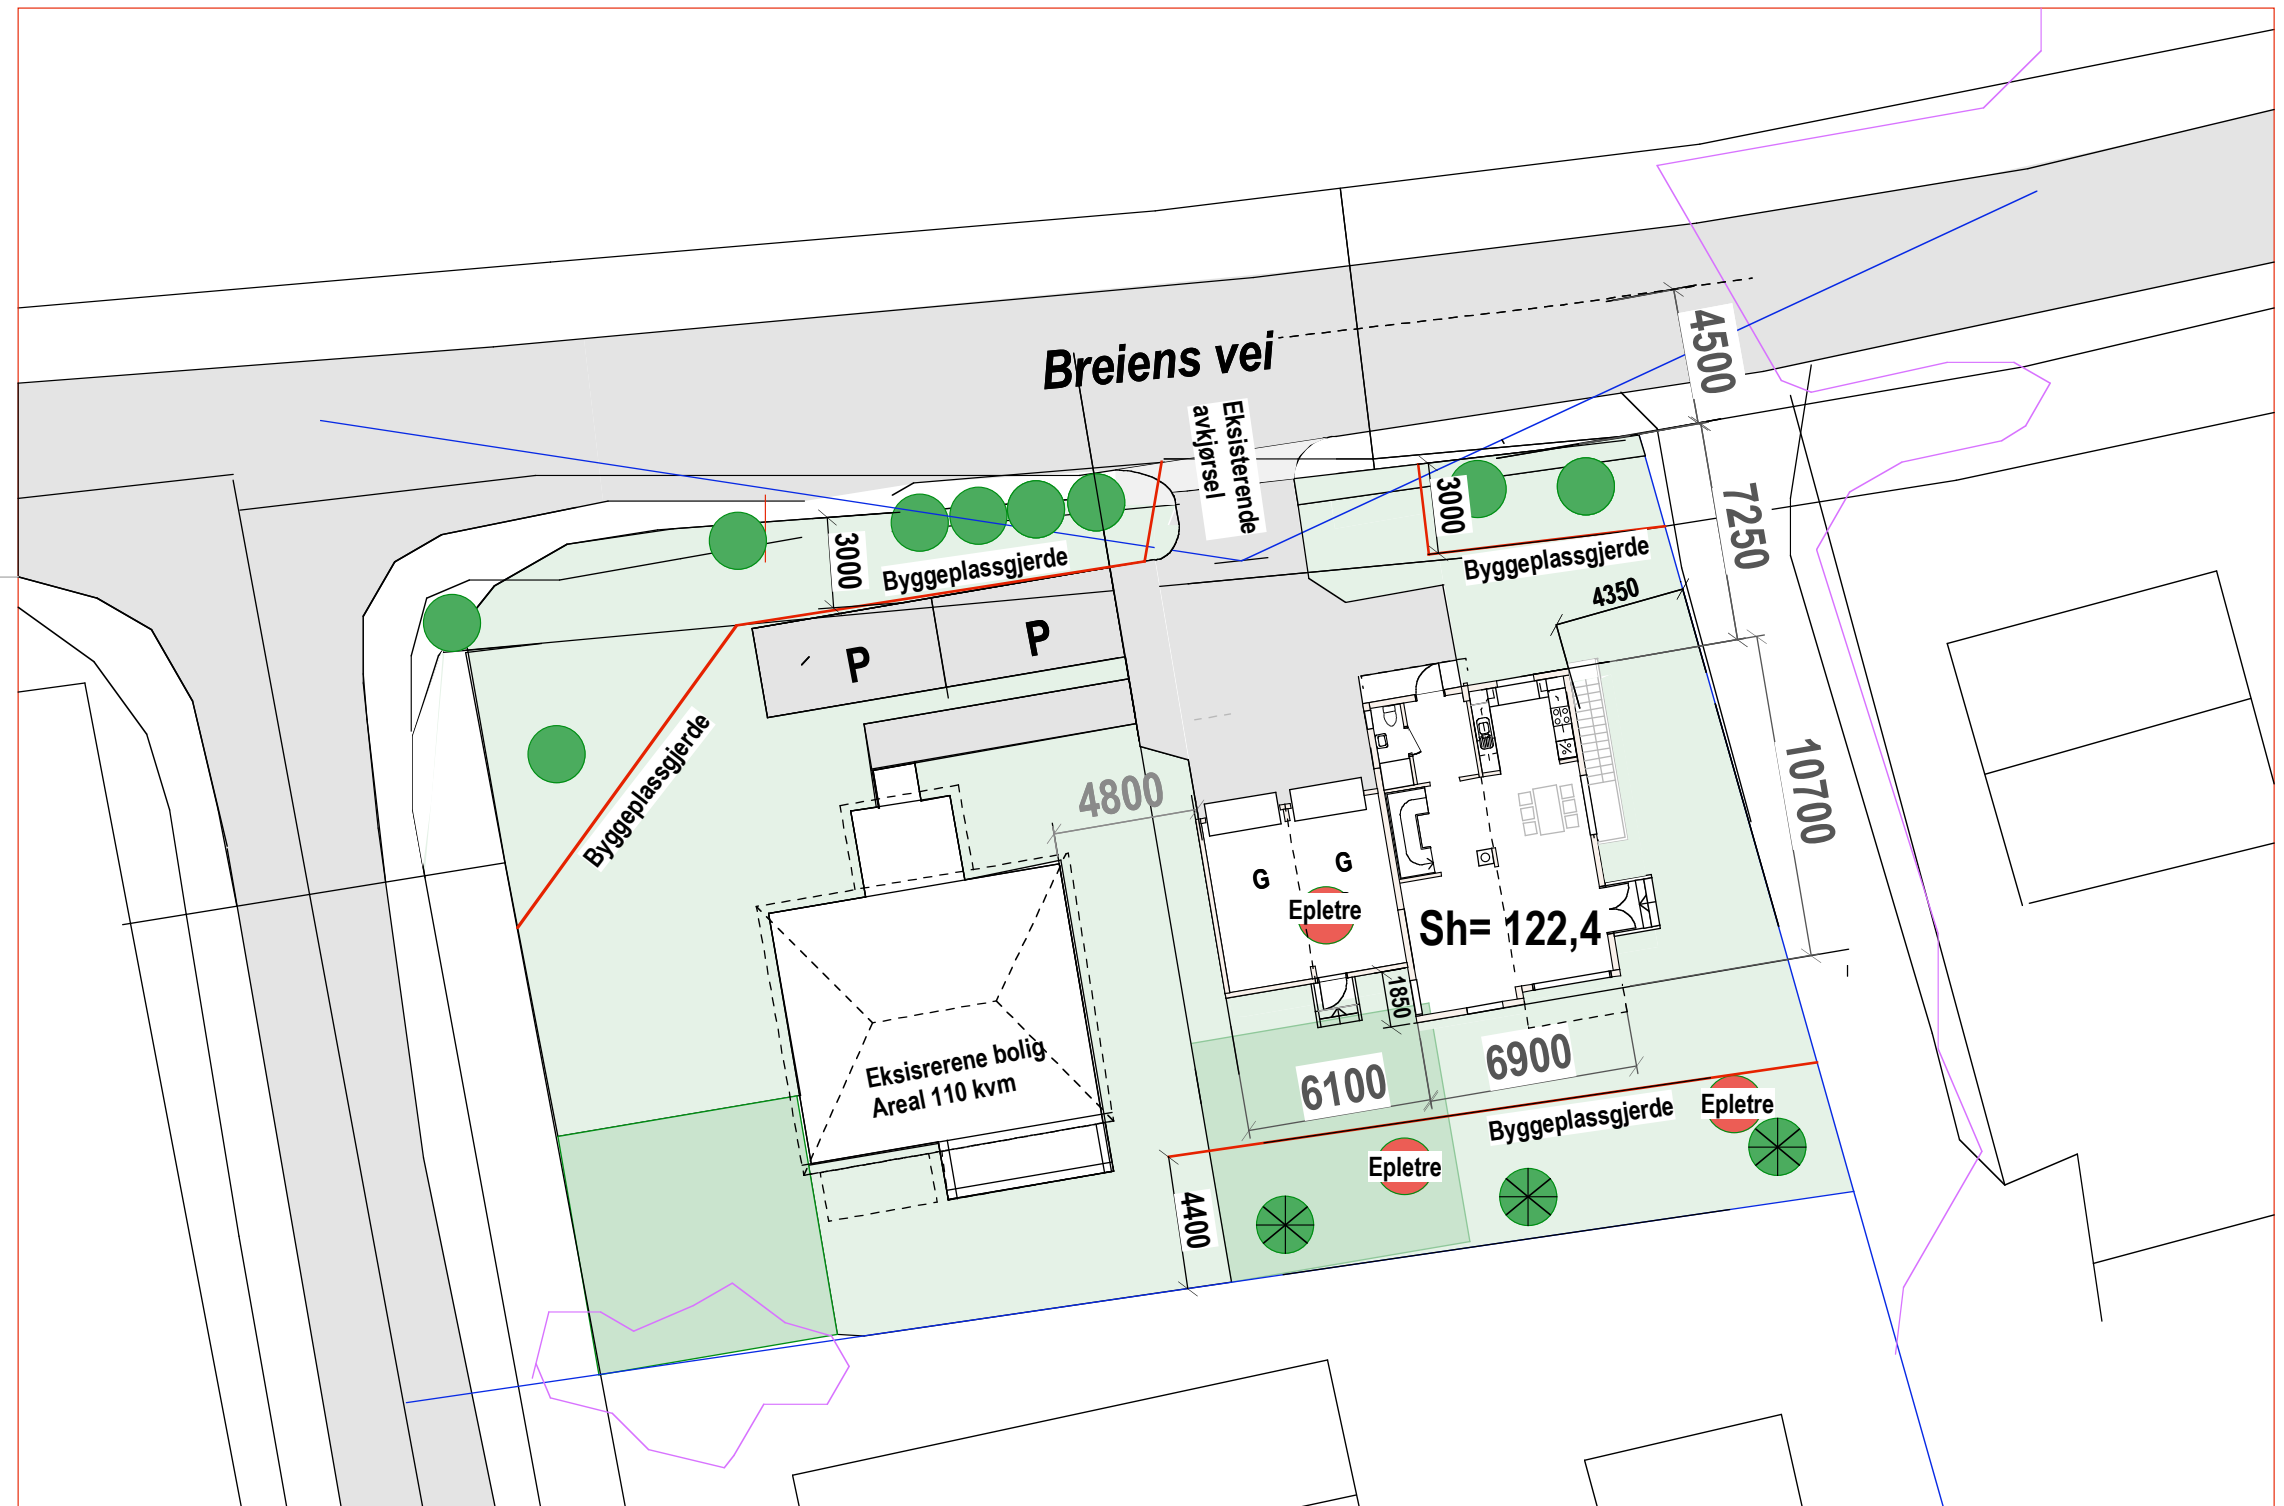 4500
Breiens vei
Eksisterende
avkjørsel
3000
3000
7250
Byggeplassgjerde
Byggeplassgjerde
4350
P
P
Byggeplassgjerde
4800
10700
G
G
Epletre
Sh= 122,4
1850
Eksisrerene bolig
Areal 110 kvm
6100
6900
Byggeplassgjerde
Epletre
Epletre
4400